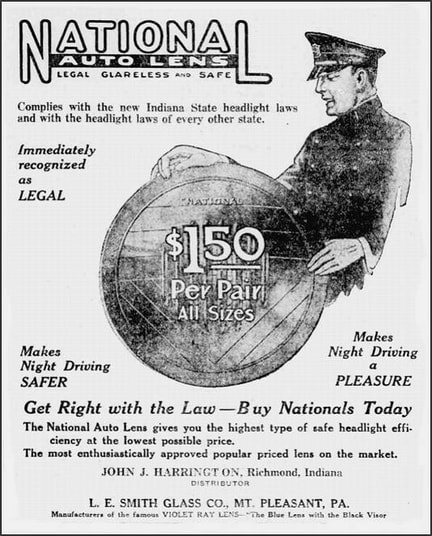 NATIONAL
AUTO LENS
LEGAL GLARELESS AND SAFE
Complies with the new Indiana State headlight laws
and with the headlight laws of every other state.
Immediately
recognized
as
LEGAL
NATIONAL
$1.50
Per Pair
All Sizes
Makes
Night Driving
SAFER
Makes
Night Driving
a
PLEASURE
Get Right with the Law—Buy Nationals Today
The National Auto Lens gives you the highest type of safe headlight effi-
ciency at the lowest possible price.
The most enthusiastically approved popular priced lens on the market.
JOHN J. HARRINGTON, Richmond, Indiana
DISTRIBUTOR
L. E. SMITH GLASS CO., MT. PLEASANT, PA.
Manufacturers of the famous VIOLET RAY LENS—"The Blue Lens with the Black Visor